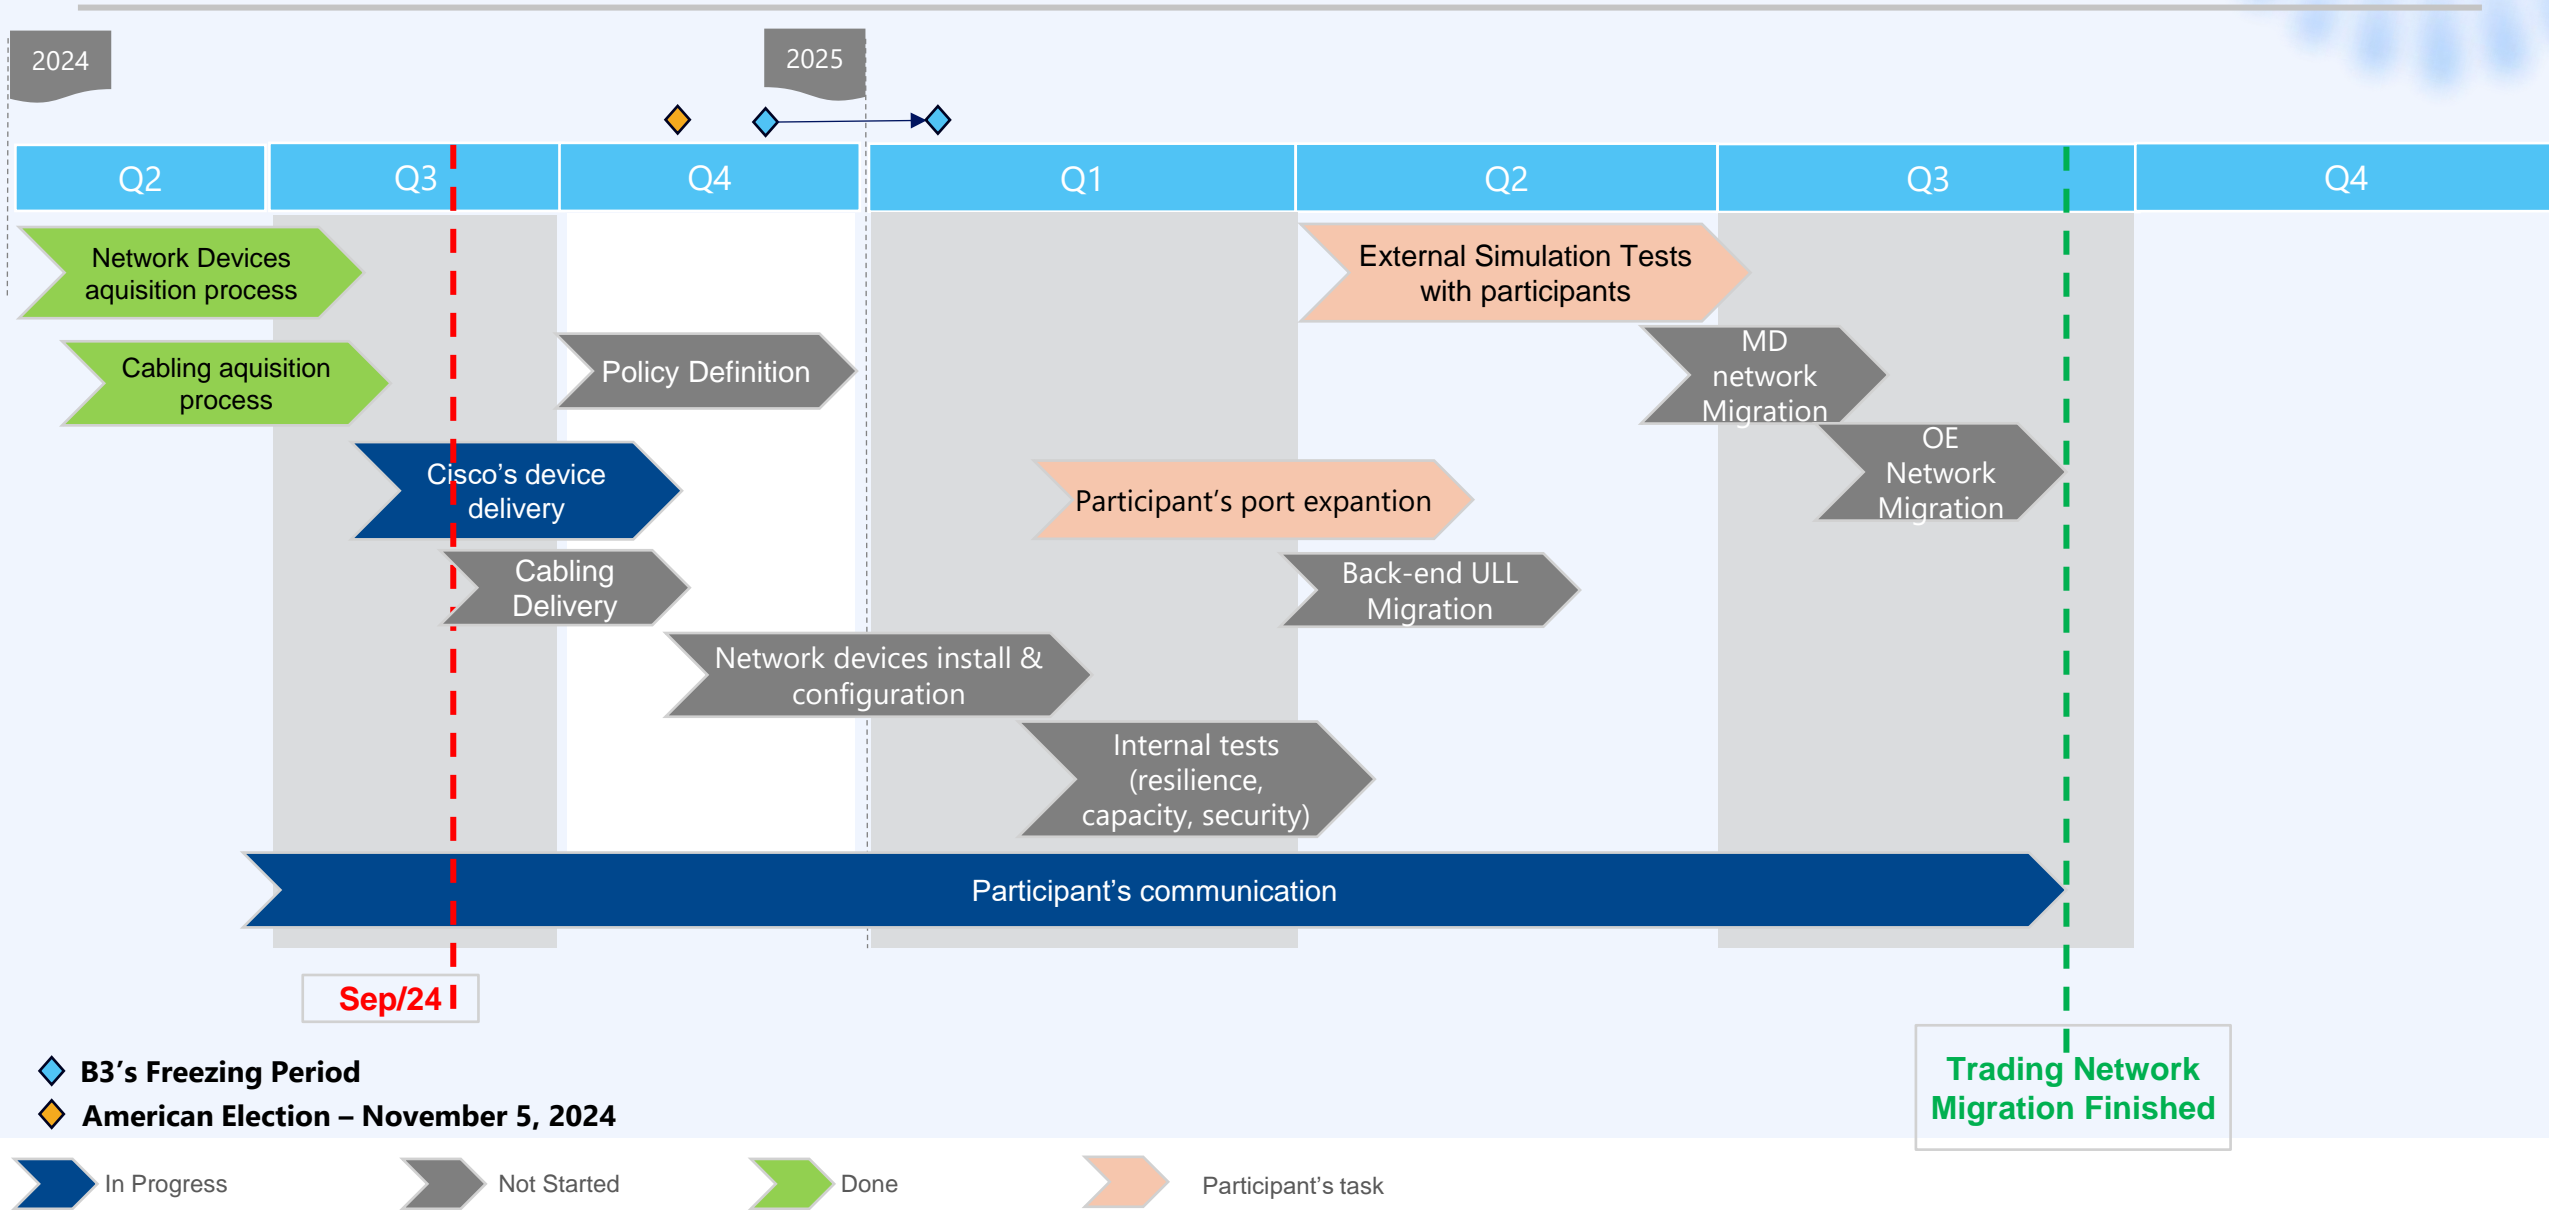 2024
2025
Q2
Q3
Q4
Q1
Q2
Q3
Q4
Network Devices
aquisition process
External Simulation Tests
with participants
Cabling aquisition
process
Policy Definition
MD
network
Migration
Cisco’s device
delivery
Participant’s port expantion
OE
Network
Migration
Cabling
Delivery
Back-end ULL
Migration
Network devices install &
configuration
Internal tests
(resilience,
capacity, security)
Participant’s communication
Sep/24
Trading Network
Migration Finished
B3’s Freezing Period
American Election – November 5, 2024
In Progress
Not Started
Done
Participant’s task